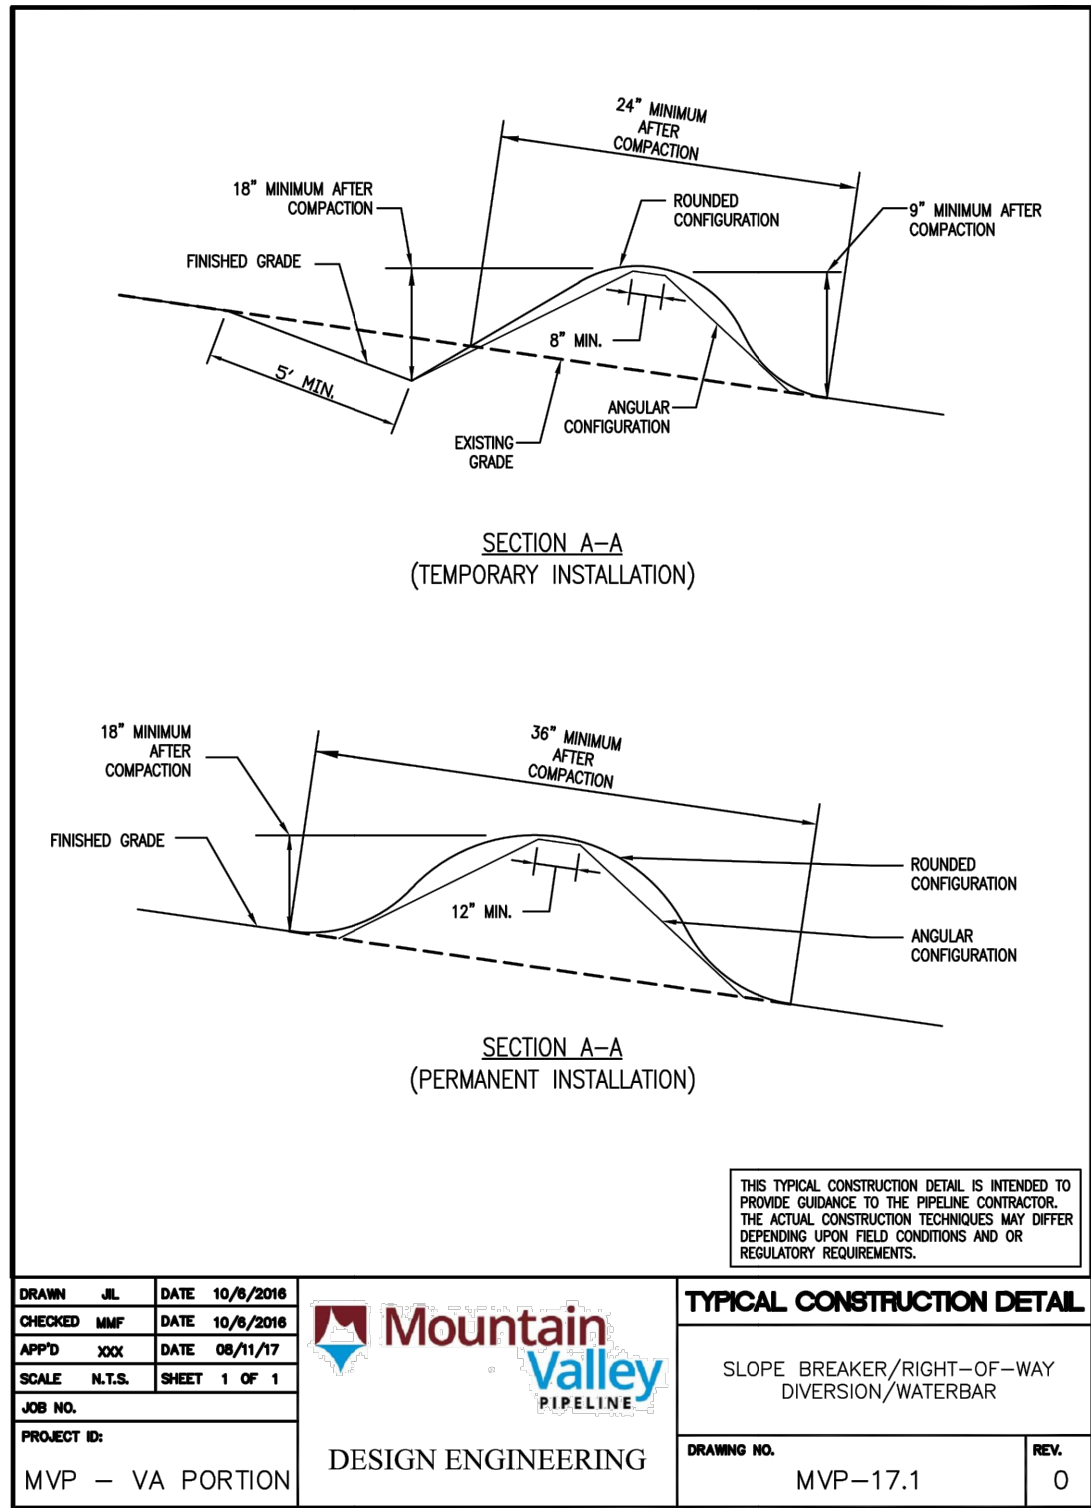 24" MINIMUM
AFTER
COMPACTION
18" MINIMUM AFTER
COMPACTION
ROUNDED
CONFIGURATION
9" MINIMUM AFTER
COMPACTION
FINISHED GRADE
8" MIN.
5' MIN.
ANGULAR
CONFIGURATION
EXISTING
GRADE
SECTION A-A
(TEMPORARY INSTALLATION)
18" MINIMUM
AFTER
COMPACTION
36" MINIMUM
AFTER
COMPACTION
FINISHED GRADE
ROUNDED
CONFIGURATION
12" MIN.
ANGULAR
CONFIGURATION
SECTION A-A
(PERMANENT INSTALLATION)
THIS TYPICAL CONSTRUCTION DETAIL IS INTENDED TO
PROVIDE GUIDANCE TO THE PIPELINE CONTRACTOR.
THE ACTUAL CONSTRUCTION TECHNIQUES MAY DIFFER
DEPENDING UPON FIELD CONDITIONS AND OR
REGULATORY REQUIREMENTS.
DRAWN JIL DATE 10/6/2016
CHECKED MMF DATE 10/6/2016
APP'D XXX DATE 08/11/17
SCALE N.T.S. SHEET 1 OF 1
JOB NO.
PROJECT ID:
MVP - VA PORTION
Mountain
Valley
PIPELINE
DESIGN ENGINEERING
TYPICAL CONSTRUCTION DETAIL
SLOPE BREAKER/RIGHT-OF-WAY
DIVERSION/WATERBAR
DRAWING NO.
MVP-17.1
REV.
0